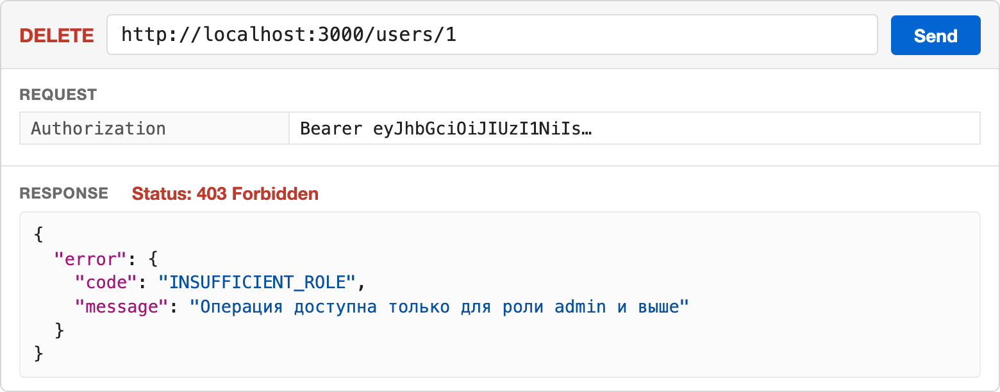 DELETE http://localhost:3000/users/1 Send
REQUEST
Authorization Bearer eyJhbGciOiJIUzI1NiIs…
RESPONSE Status: 403 Forbidden
{
  "error": {
    "code": "INSUFFICIENT_ROLE",
    "message": "Операция доступна только для роли admin и выше"
  }
}